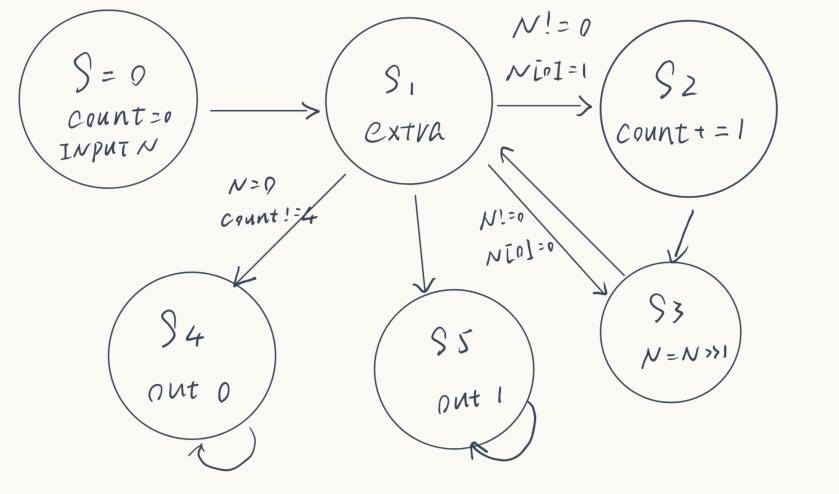 S=0
count=0
INPUT N
S1
extra
N!=0
N[0]=1
S2
count+=1
N=0
count!=4
N!=0
N[0]=0
S3
N=N>>1
S4
out 0
S5
out 1